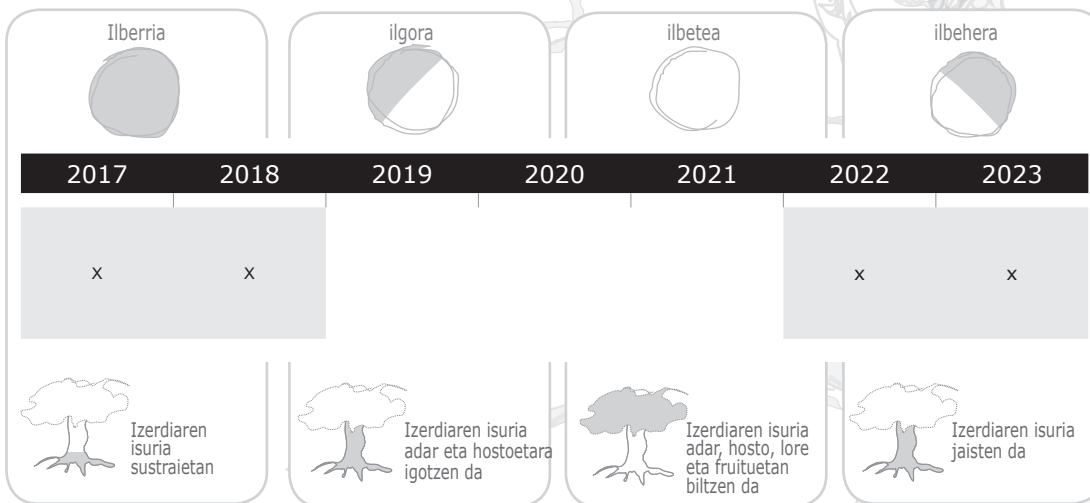 Ilberria
ilgora
ilbetea
ilbehera
2017 2018 2019 2020 2021 2022 2023
x x x x
Izerdiaren
isuria
sustraietan
Izerdiaren isuria
adar eta hostoetara
igotzen da
Izerdiaren isuria
adar, hosto, lore
eta fruituetan
biltzen da
Izerdiaren isuria
jaisten da